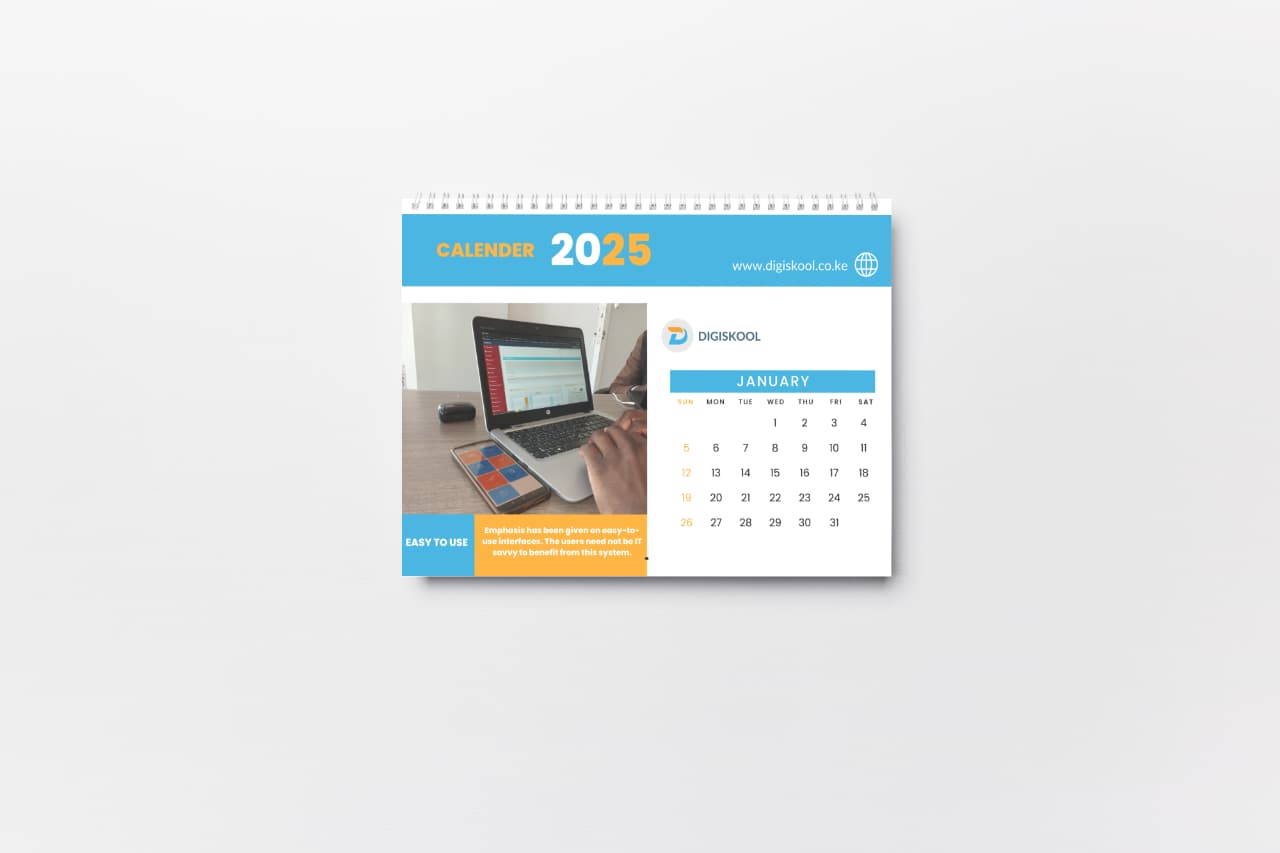 CALENDER 2025
www.digiskool.co.ke
DIGISKOOL
JANUARY
SUN MON TUE WED THU FRI SAT
1 2 3 4
5 6 7 8 9 10 11
12 13 14 15 16 17 18
19 20 21 22 23 24 25
26 27 28 29 30 31
EASY TO USE
Emphasis has been given on easy-to-
use interfaces. The users need not be IT
savvy to benefit from this system.